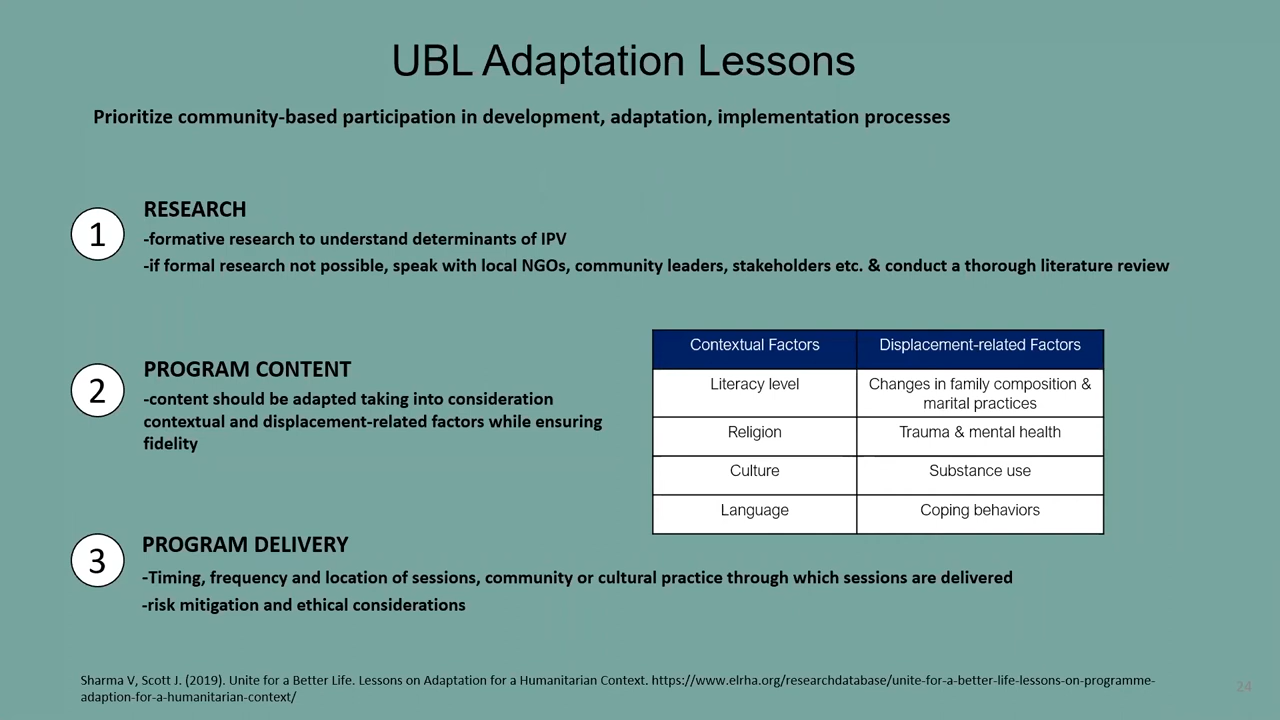 UBL Adaptation Lessons
Prioritize community-based participation in development, adaptation, implementation processes
1
RESEARCH
-formative research to understand determinants of IPV
-if formal research not possible, speak with local NGOs, community leaders, stakeholders etc. & conduct a thorough literature review
2
PROGRAM CONTENT
-content should be adapted taking into consideration
contextual and displacement-related factors while ensuring
fidelity
Contextual Factors
Displacement-related Factors
Literacy level
Changes in family composition &
marital practices
Religion
Trauma & mental health
Culture
Substance use
Language
Coping behaviors
3
PROGRAM DELIVERY
-Timing, frequency and location of sessions, community or cultural practice through which sessions are delivered
-risk mitigation and ethical considerations
Sharma V, Scott J. (2019). Unite for a Better Life. Lessons on Adaptation for a Humanitarian Context. https://www.elrha.org/researchdatabase/unite-for-a-better-life-lessons-on-programme-
adaption-for-a-humanitarian-context/
24